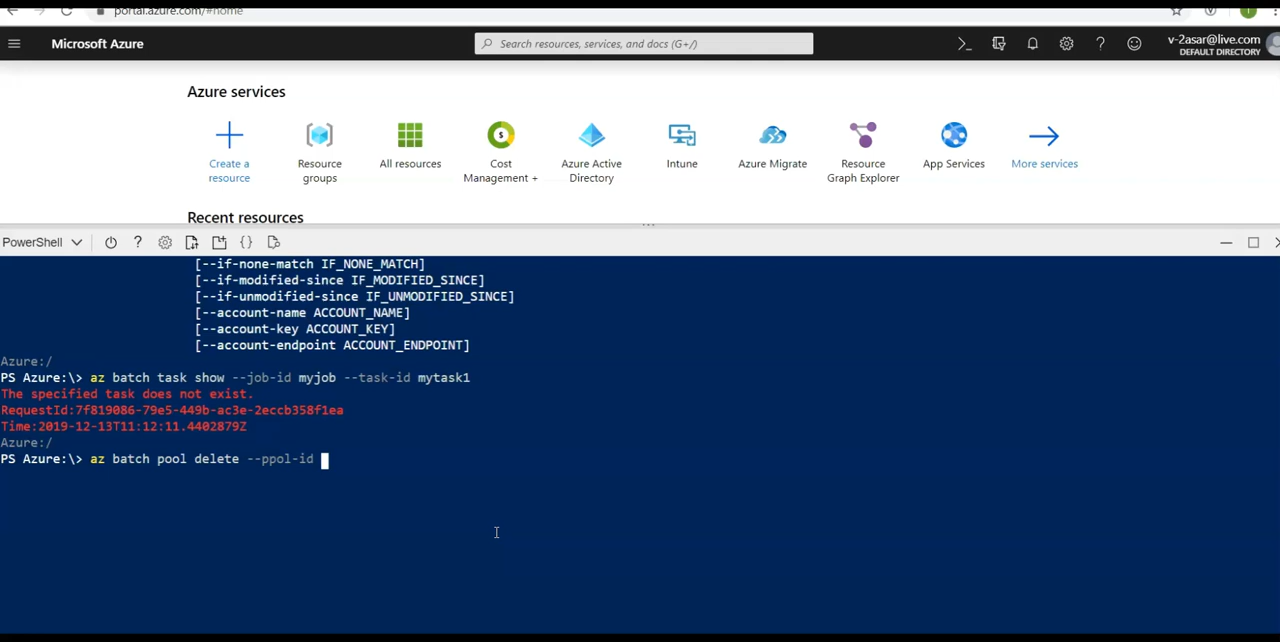 portal.azure.com/#home
Microsoft Azure
Search resources, services, and docs (G+/)
v-2asar@live.com
DEFAULT DIRECTORY
Azure services
Create a resource
Resource groups
All resources
Cost Management +
Azure Active Directory
Intune
Azure Migrate
Resource Graph Explorer
App Services
More services
Recent resources
PowerShell
[--if-none-match IF_NONE_MATCH]
[--if-modified-since IF_MODIFIED_SINCE]
[--if-unmodified-since IF_UNMODIFIED_SINCE]
[--account-name ACCOUNT_NAME]
[--account-key ACCOUNT_KEY]
[--account-endpoint ACCOUNT_ENDPOINT]
Azure:/
PS Azure:\> az batch task show --job-id myjob --task-id mytask1
The specified task does not exist.
RequestId:7f819086-79e5-449b-ac3e-2eccb358f1ea
Time:2019-12-13T11:12:11.4402879Z
Azure:/
PS Azure:\> az batch pool delete --ppol-id